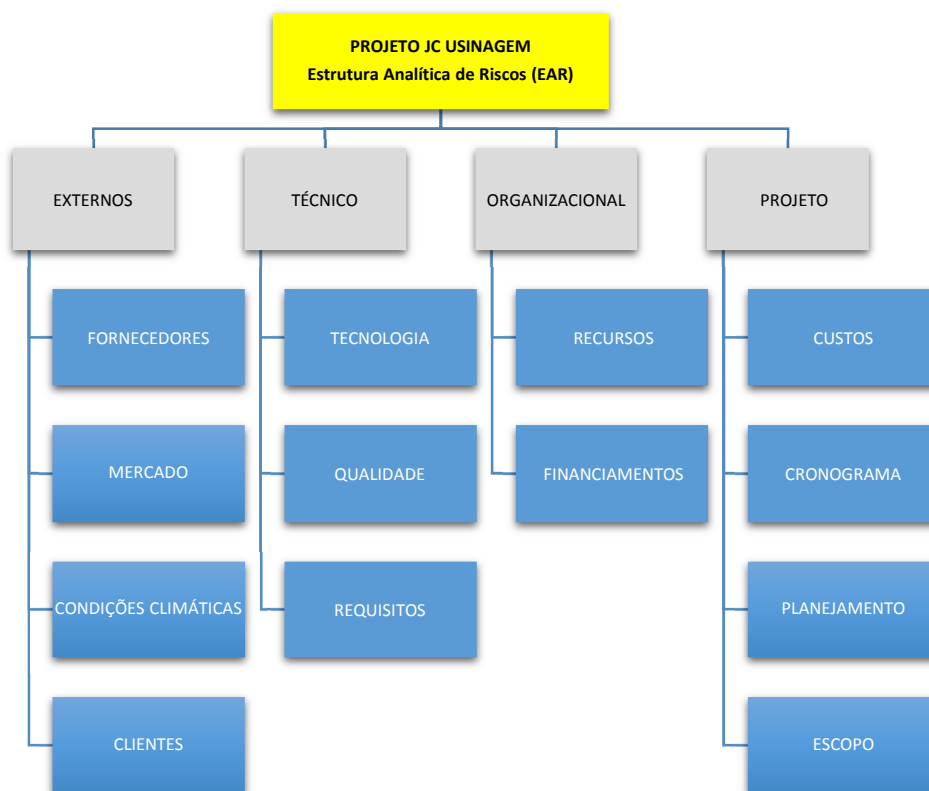 PROJETO JC USINAGEM
Estrutura Analítica de Riscos (EAR)
EXTERNOS
TÉCNICO
ORGANIZACIONAL
PROJETO
FORNECEDORES
TECNOLOGIA
RECURSOS
CUSTOS
MERCADO
QUALIDADE
FINANCIAMENTOS
CRONOGRAMA
CONDIÇÕES CLIMÁTICAS
REQUISITOS
PLANEJAMENTO
CLIENTES
ESCOPO